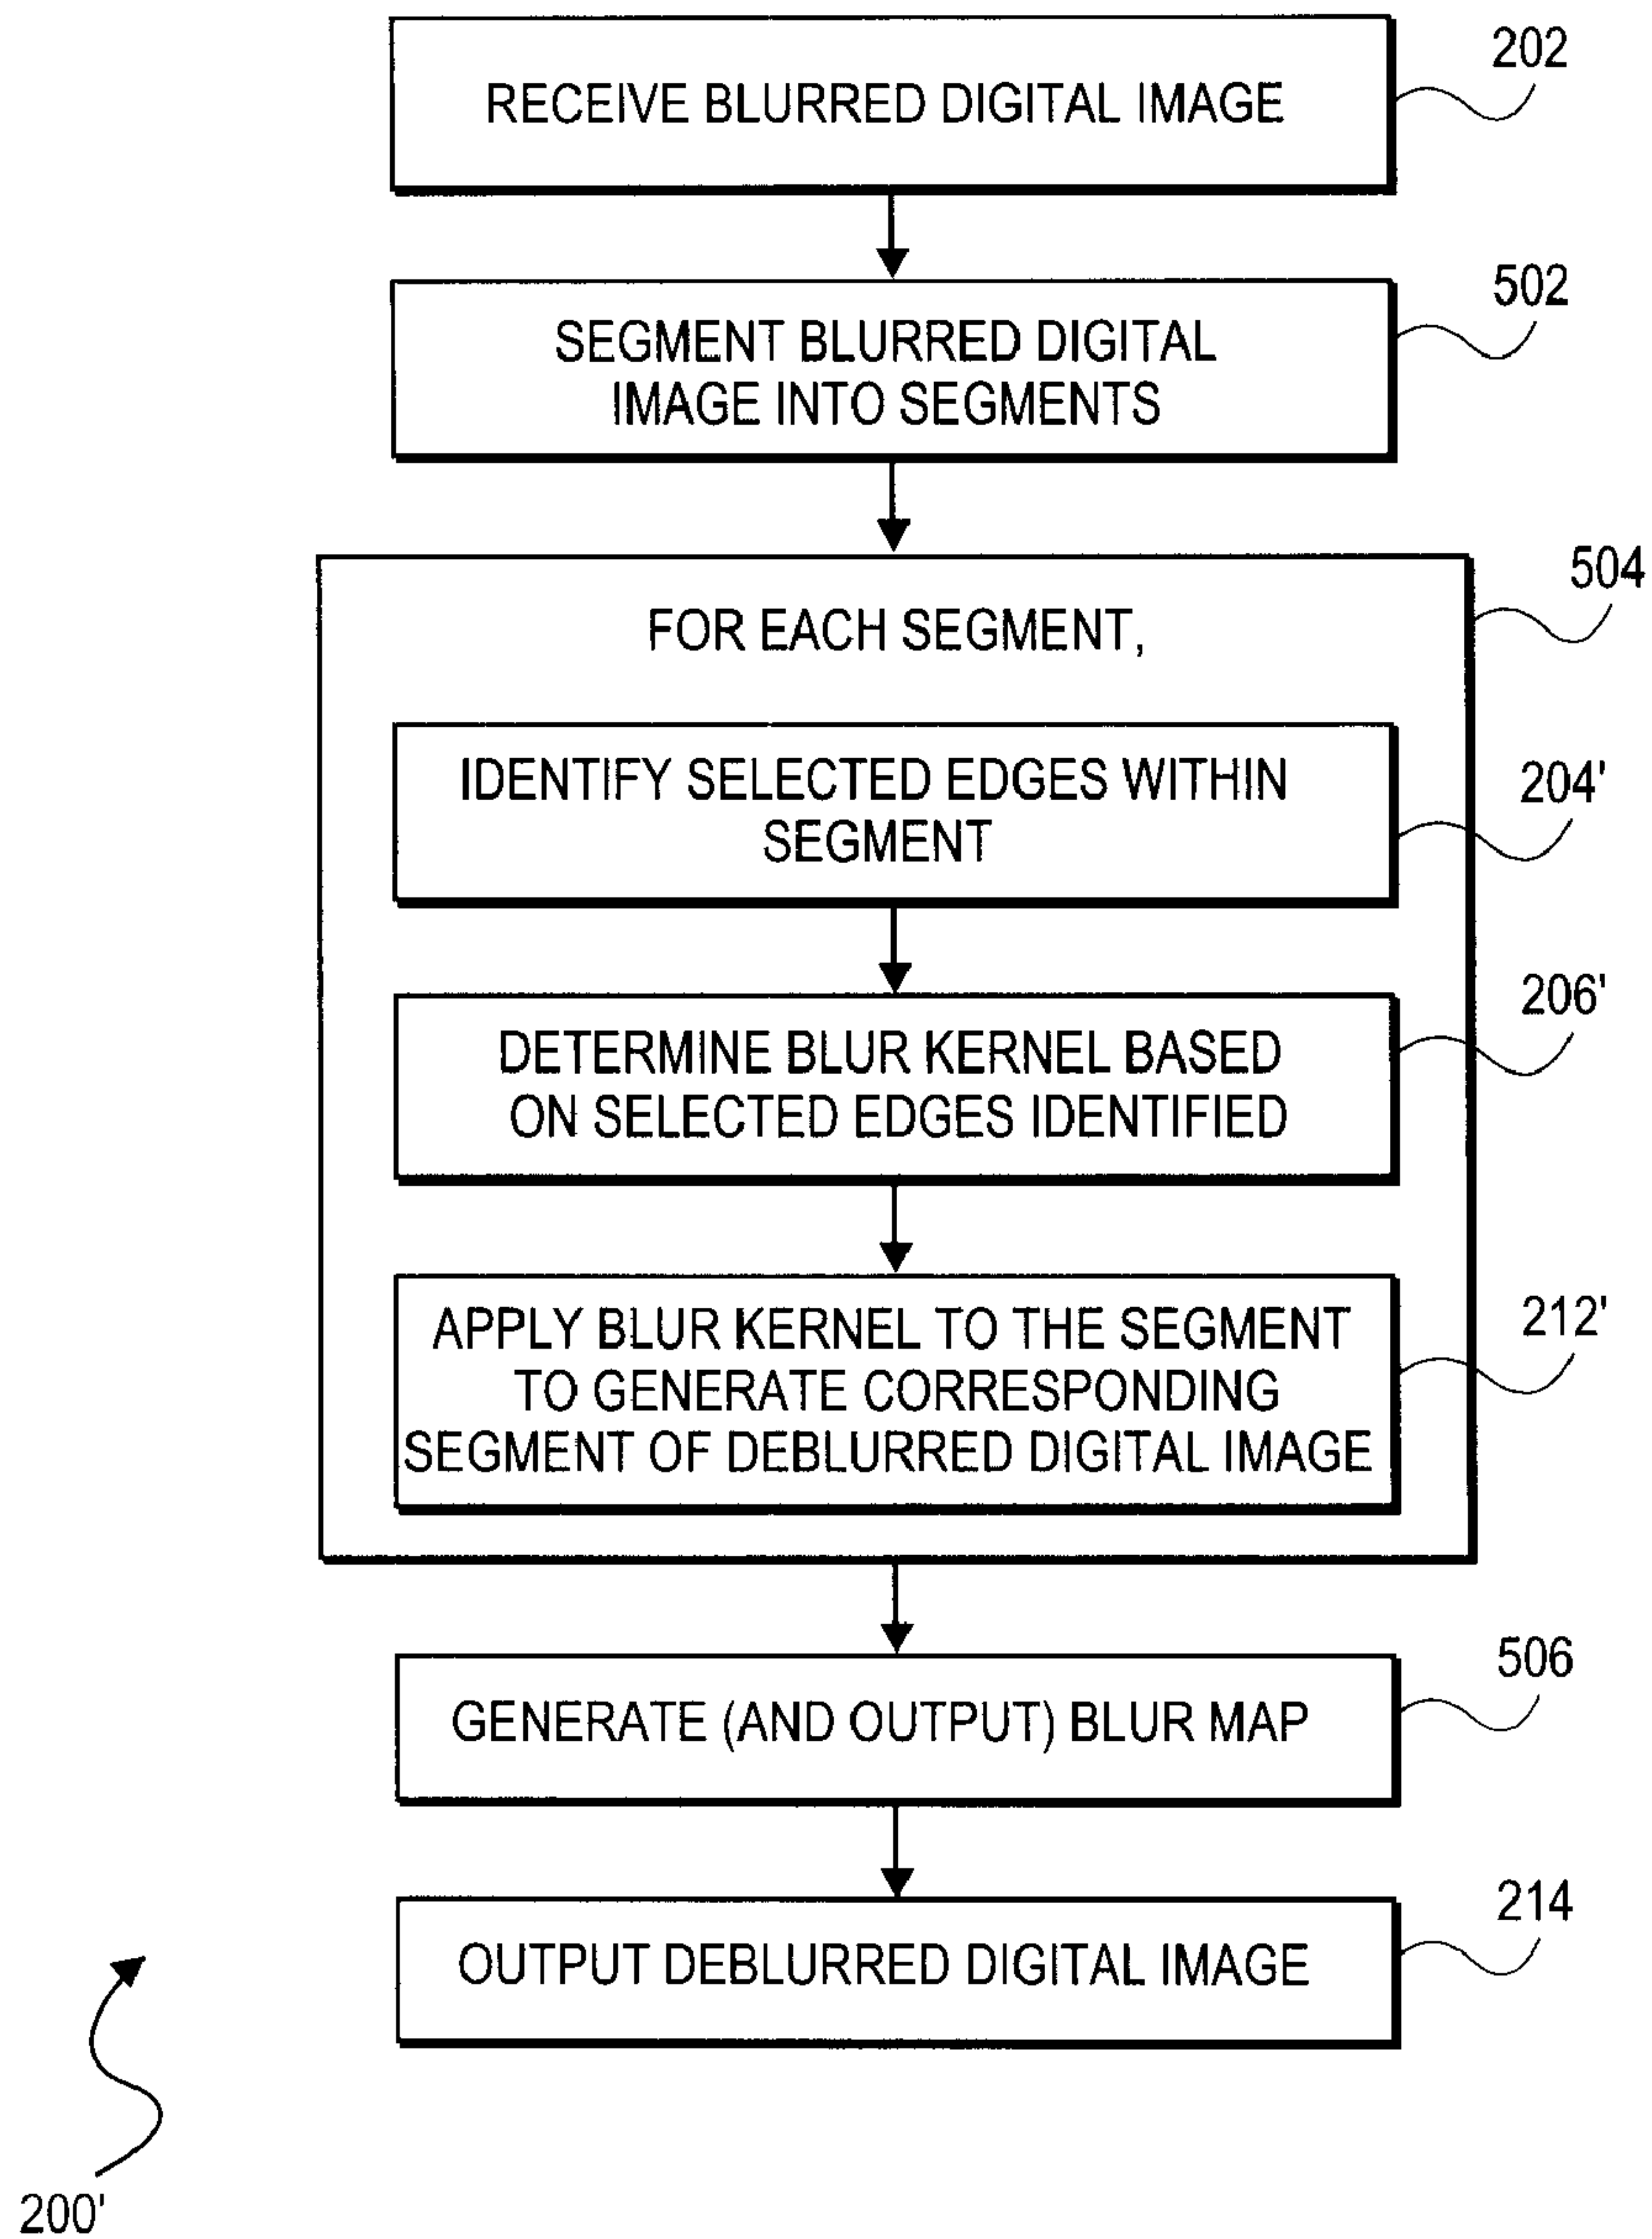 RECEIVE BLURRED DIGITAL IMAGE
202
SEGMENT BLURRED DIGITAL
IMAGE INTO SEGMENTS
502
FOR EACH SEGMENT,
504
IDENTIFY SELECTED EDGES WITHIN
SEGMENT
204'
DETERMINE BLUR KERNEL BASED
ON SELECTED EDGES IDENTIFIED
206'
APPLY BLUR KERNEL TO THE SEGMENT
TO GENERATE CORRESPONDING
SEGMENT OF DEBLURRED DIGITAL IMAGE
212'
GENERATE (AND OUTPUT) BLUR MAP
506
OUTPUT DEBLURRED DIGITAL IMAGE
214
200'